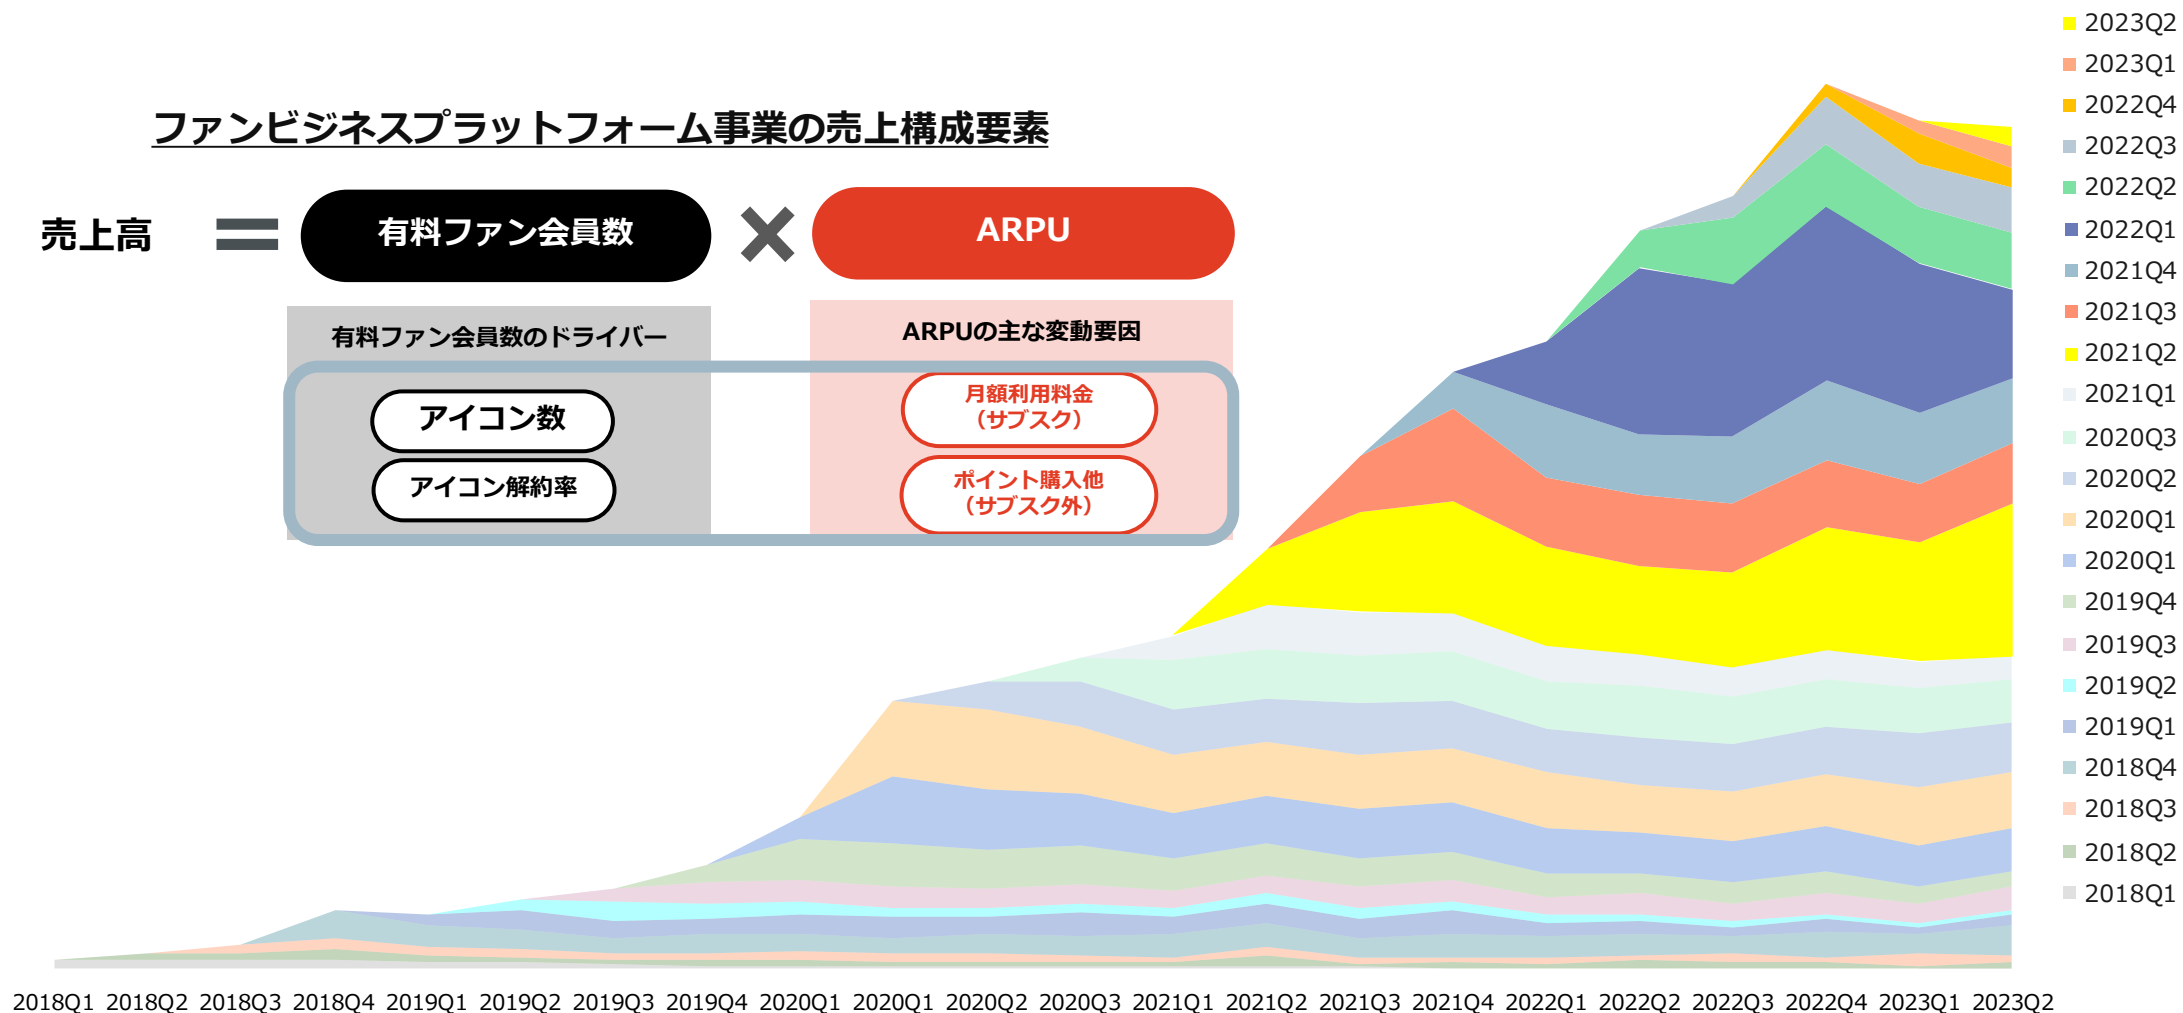 ファンビジネスプラットフォーム事業の売上構成要素
売上高
有料ファン会員数
ARPU
有料ファン会員数のドライバー
アイコン数
アイコン解約率
ARPUの主な変動要因
月額利用料金
（サブスク）
ポイント購入他
（サブスク外）
2023Q2
2023Q1
2022Q4
2022Q3
2022Q2
2022Q1
2021Q4
2021Q3
2021Q2
2021Q1
2020Q3
2020Q2
2020Q1
2020Q1
2019Q4
2019Q3
2019Q2
2019Q1
2018Q4
2018Q3
2018Q2
2018Q1
2018Q1 2018Q2 2018Q3 2018Q4 2019Q1 2019Q2 2019Q3 2019Q4 2020Q1 2020Q1 2020Q2 2020Q3 2021Q1 2021Q2 2021Q3 2021Q4 2022Q1 2022Q2 2022Q3 2022Q4 2023Q1 2023Q2